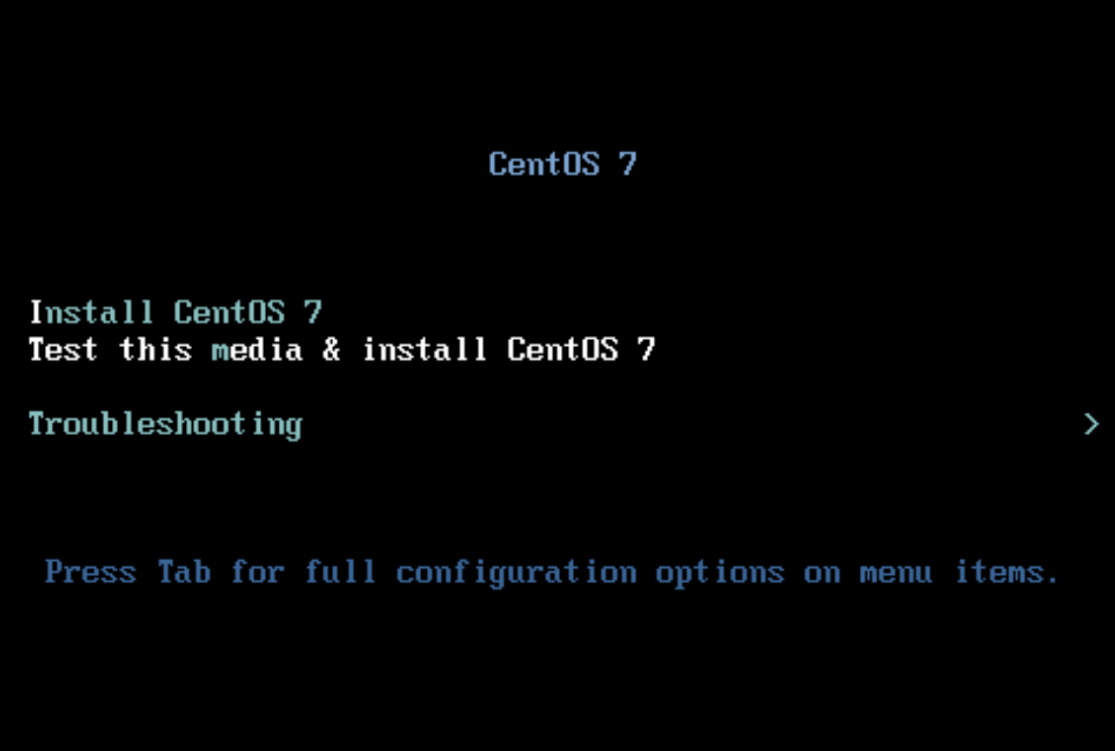 CentOS 7
Install CentOS 7
Test this media & install CentOS 7
Troubleshooting >
Press Tab for full configuration options on menu items.